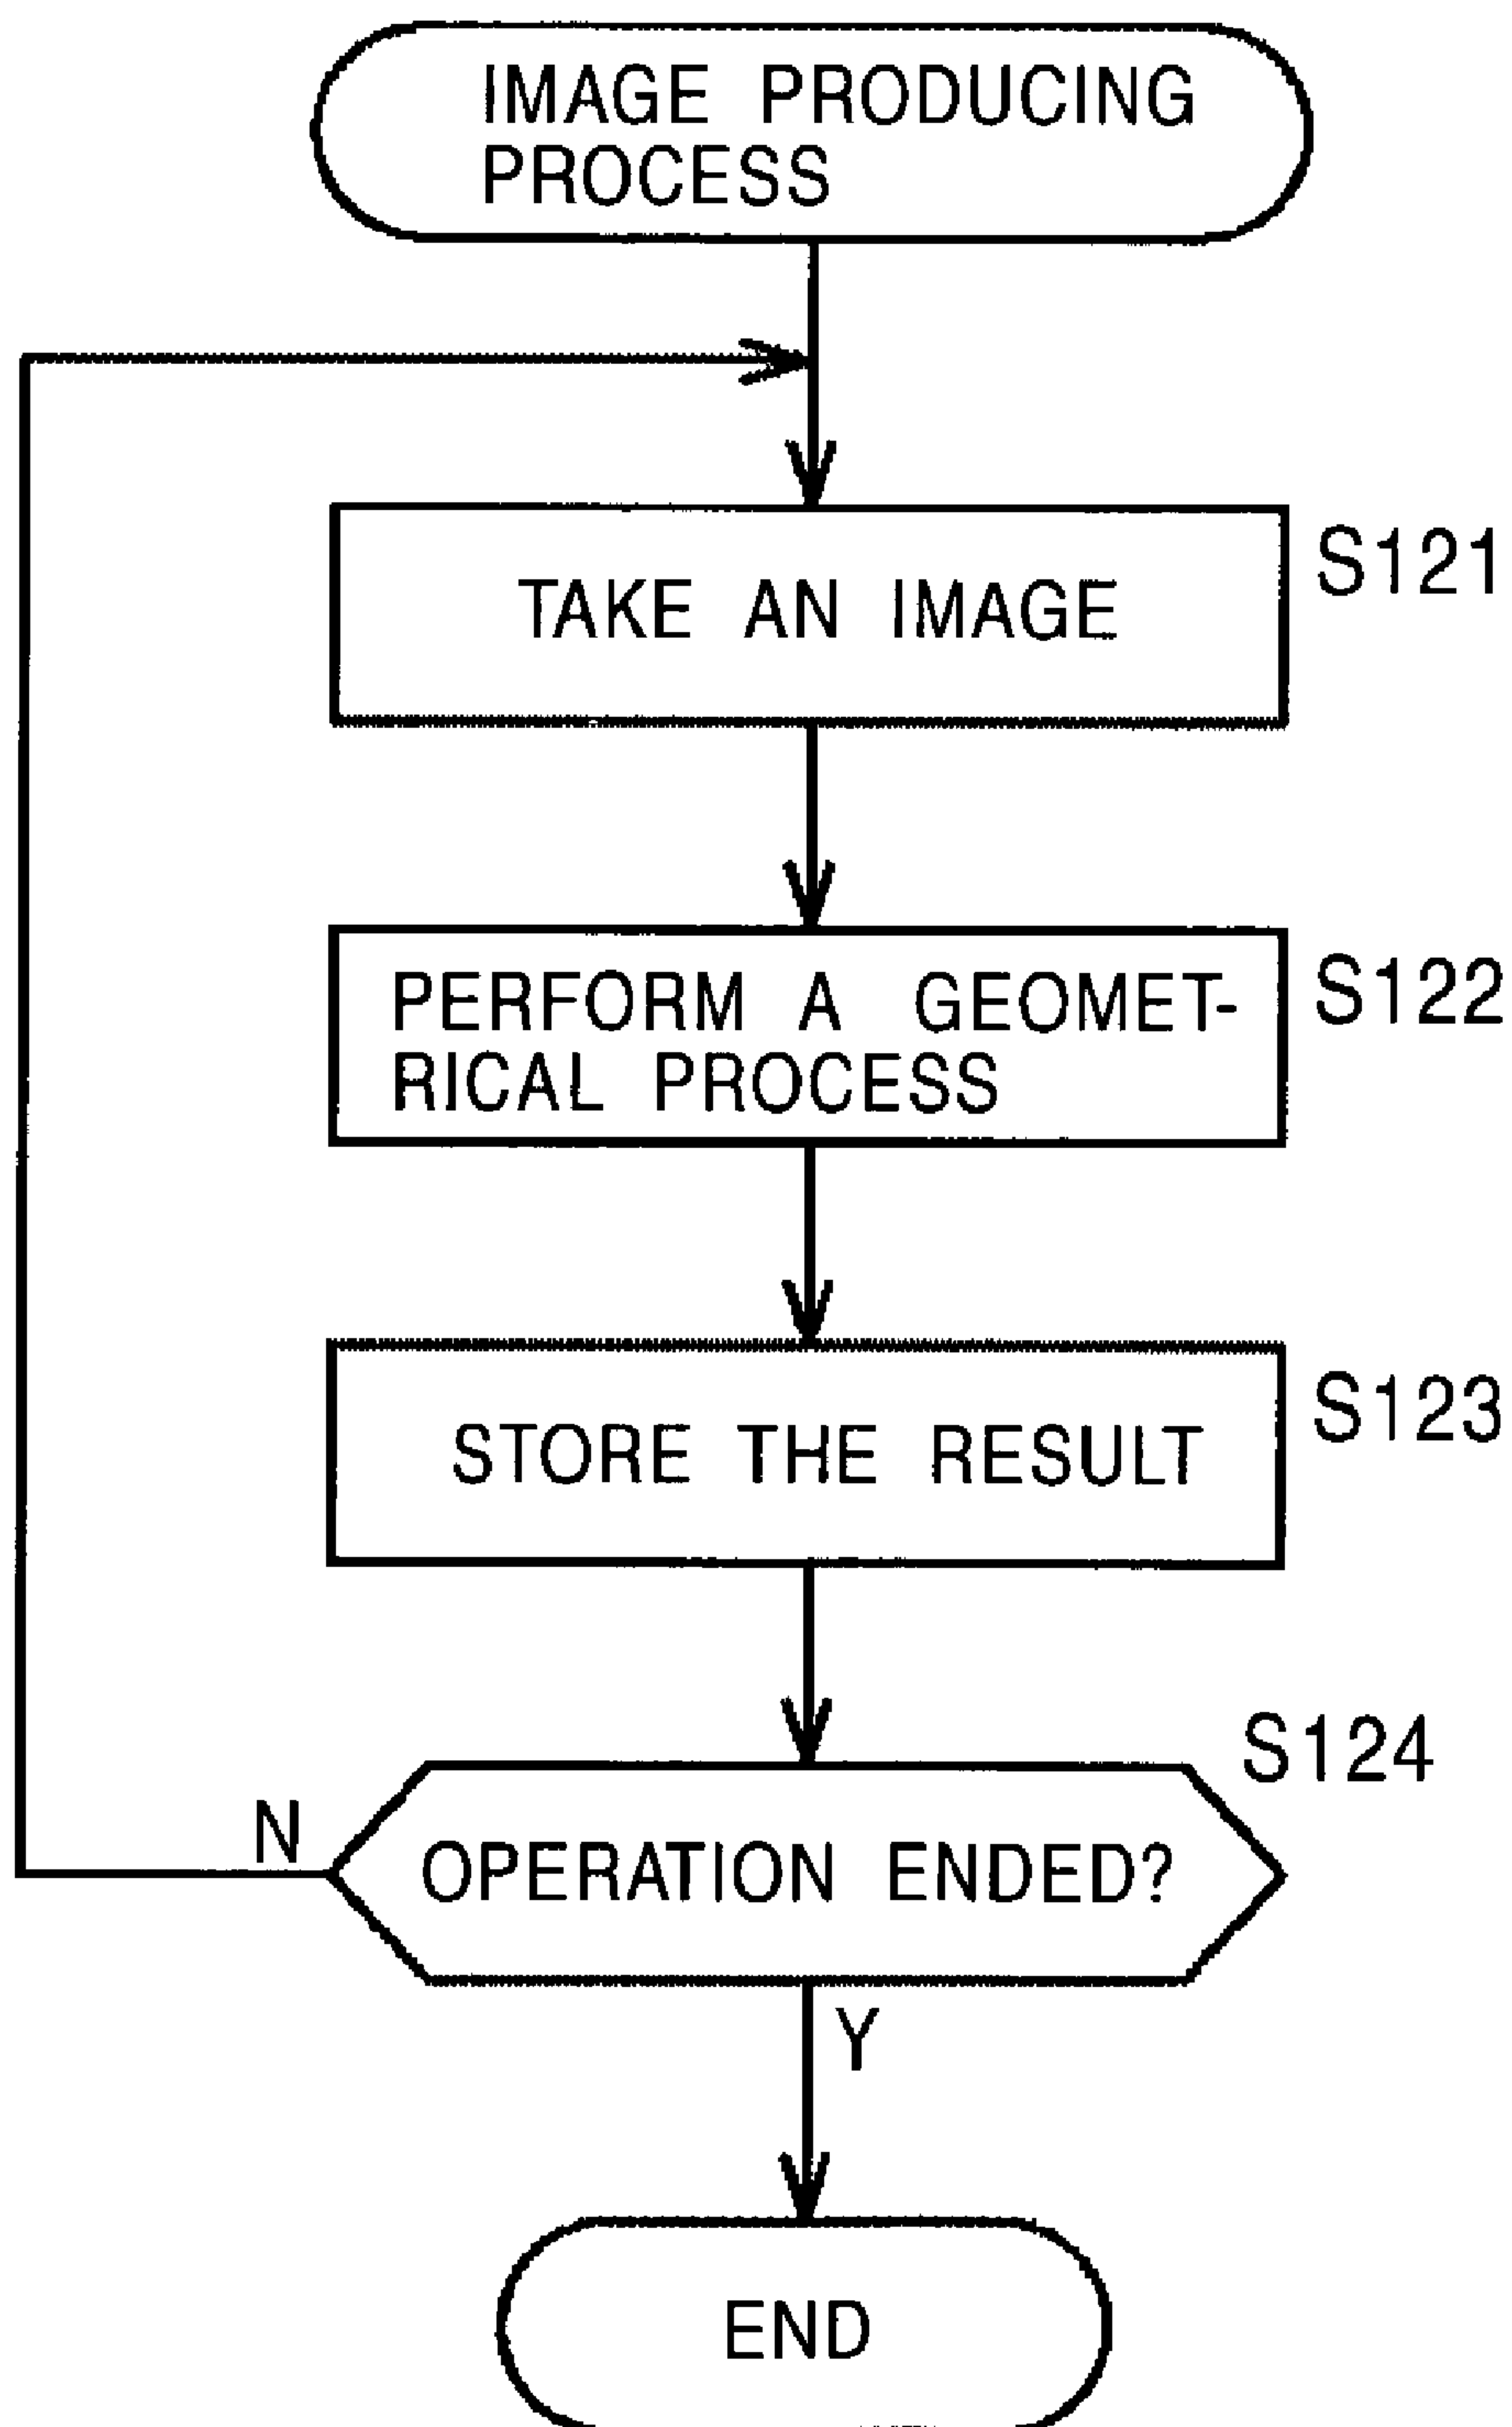 IMAGE PRODUCING
PROCESS
TAKE AN IMAGE
S121
PERFORM A GEOMET-
RICAL PROCESS
S122
STORE THE RESULT
S123
S124
N
OPERATION ENDED?
Y
END